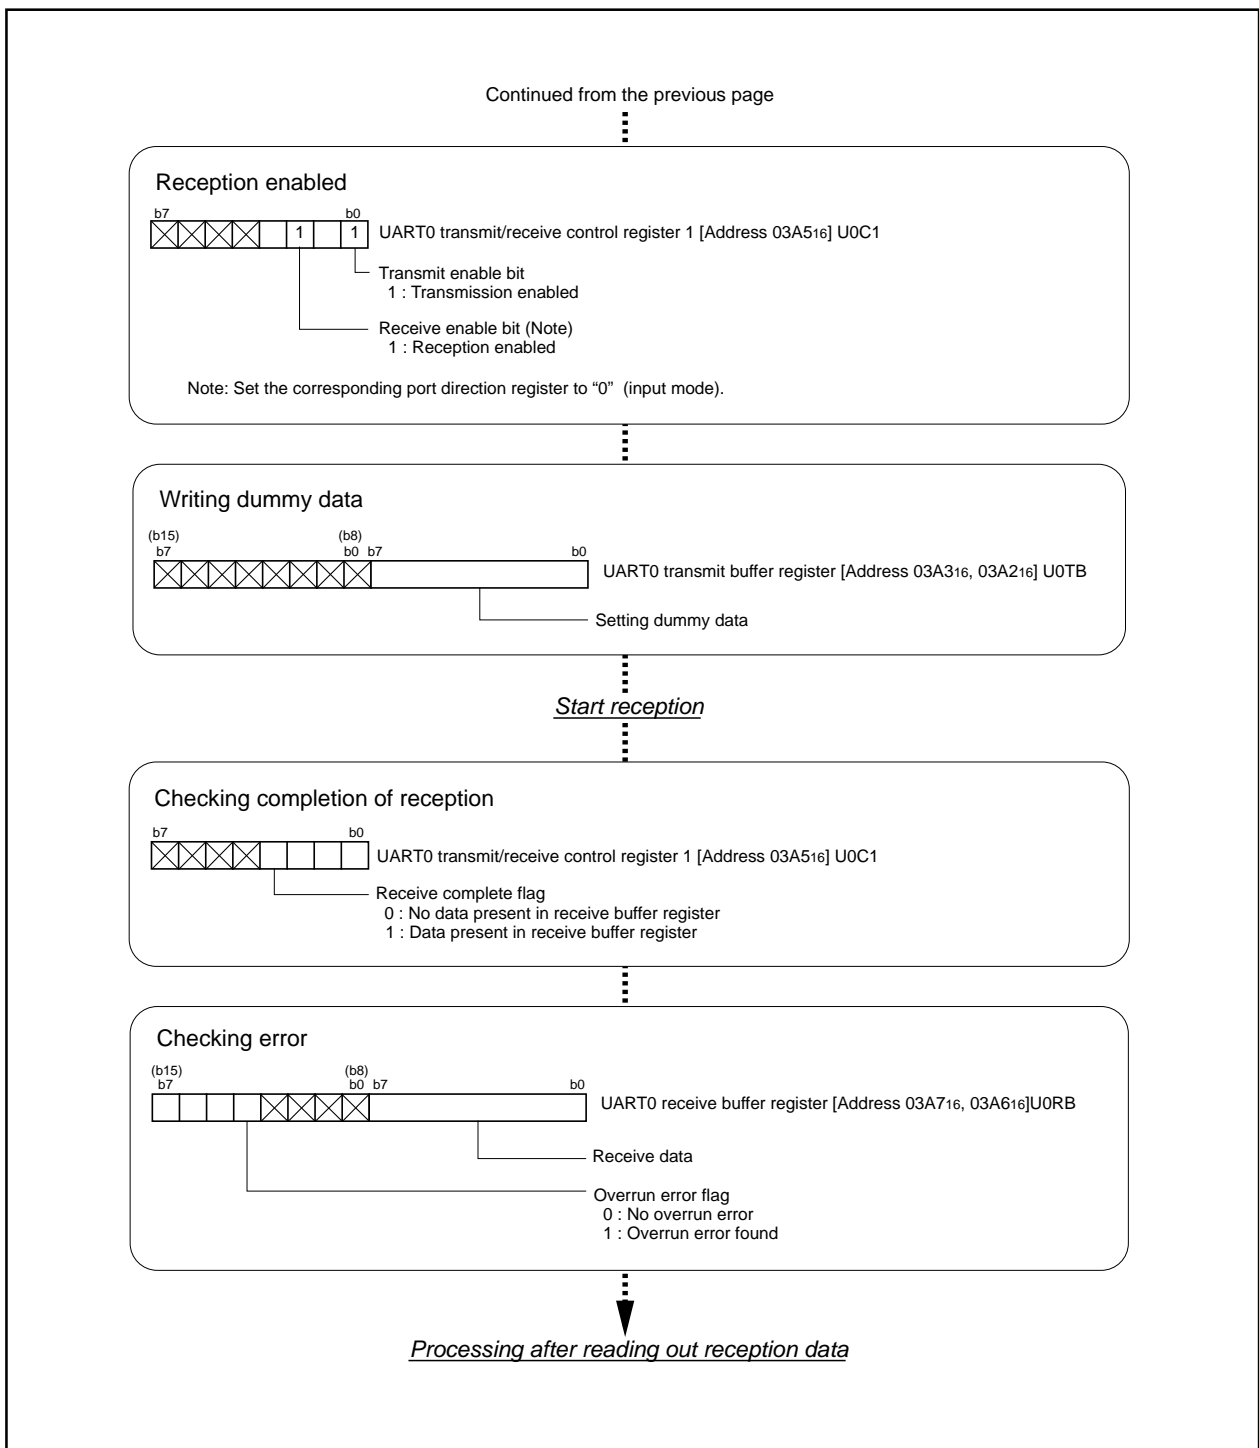 Continued from the previous page
Reception enabled
b7 b0
1 1 UART0 transmit/receive control register 1 [Address 03A516] U0C1
Transmit enable bit
1 : Transmission enabled
Receive enable bit (Note)
1 : Reception enabled
Note: Set the corresponding port direction register to “0” (input mode).
Writing dummy data
(b15) (b8)
b7 b0 b7 b0
UART0 transmit buffer register [Address 03A316, 03A216] U0TB
Setting dummy data
Start reception
Checking completion of reception
b7 b0
UART0 transmit/receive control register 1 [Address 03A516] U0C1
Receive complete flag
0 : No data present in receive buffer register
1 : Data present in receive buffer register
Checking error
(b15) (b8)
b7 b0 b7 b0
UART0 receive buffer register [Address 03A716, 03A616]U0RB
Receive data
Overrun error flag
0 : No overrun error
1 : Overrun error found
Processing after reading out reception data